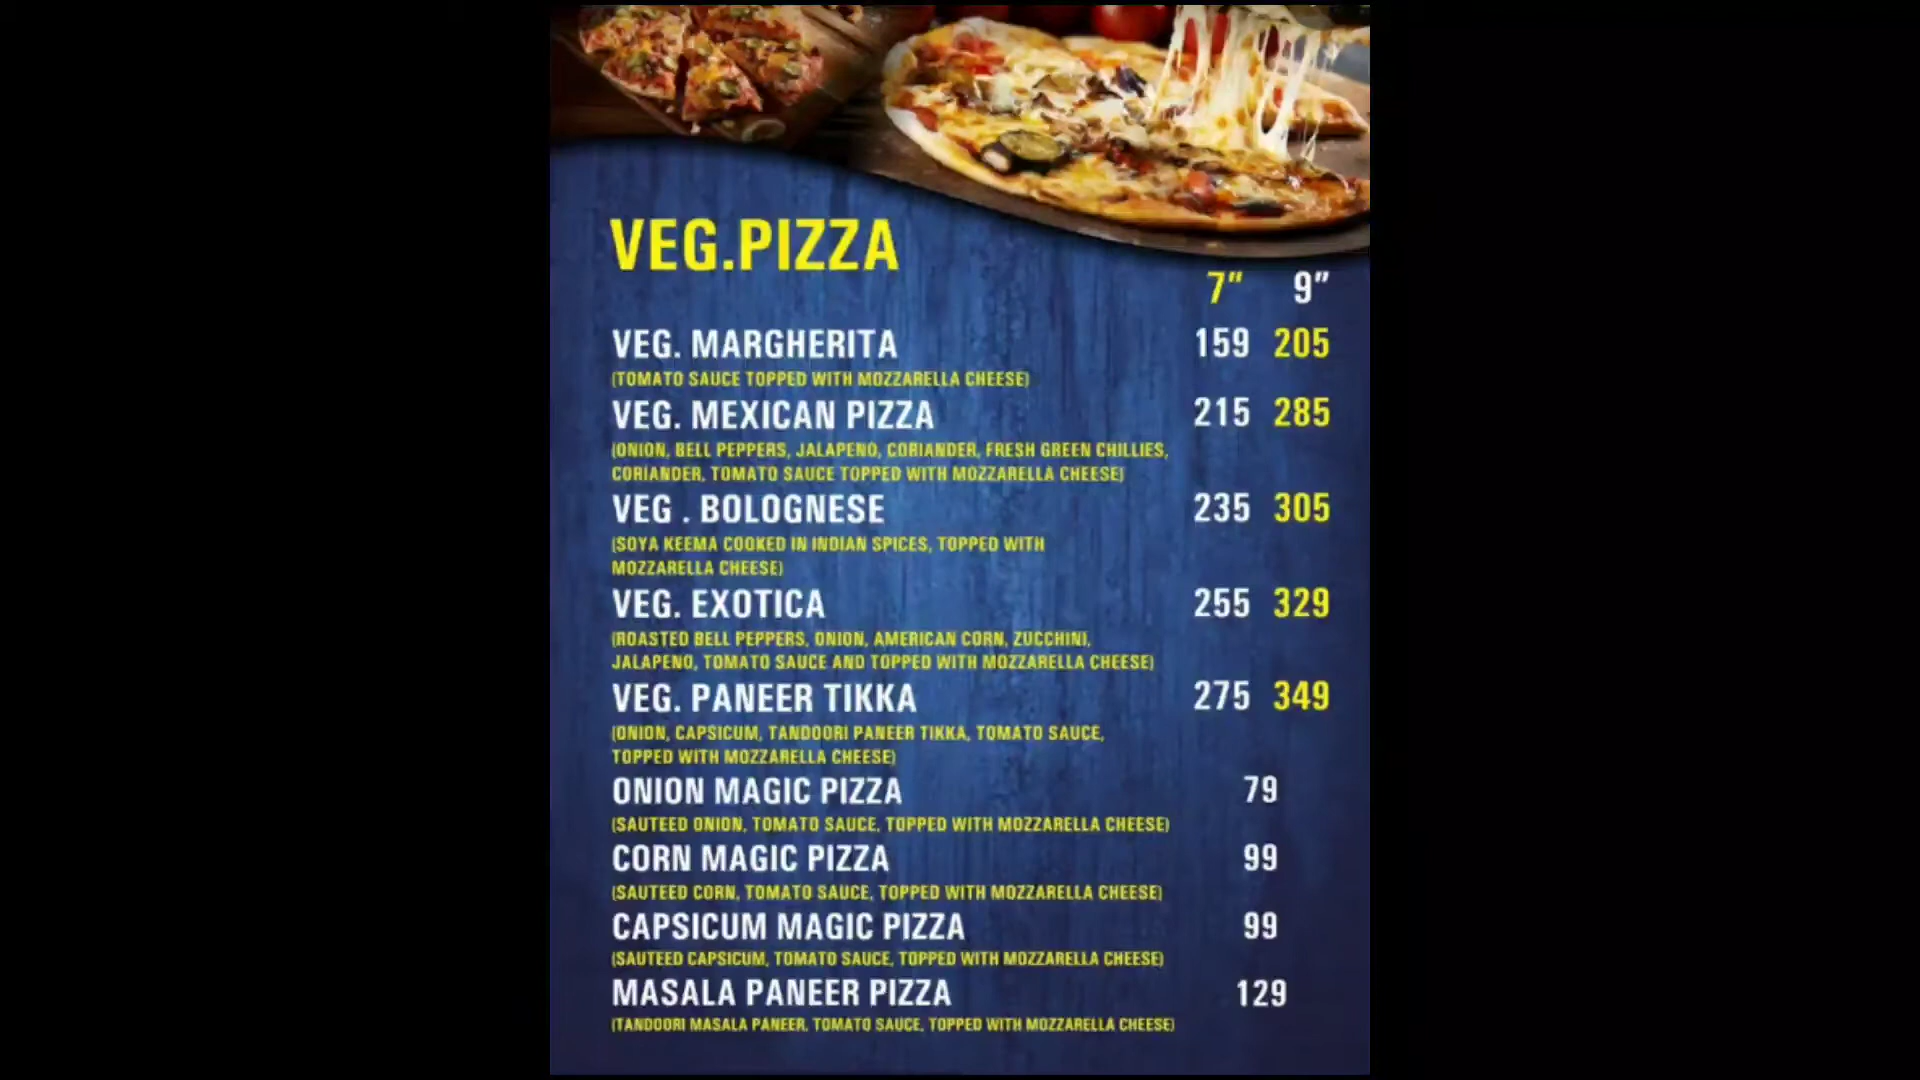 VEG.PIZZA
7" 9"
VEG. MARGHERITA 159 205
(TOMATO SAUCE TOPPED WITH MOZZARELLA CHEESE)
VEG. MEXICAN PIZZA 215 285
(ONION, BELL PEPPERS, JALAPENO, CORIANDER, FRESH GREEN CHILLIES,
CORIANDER, TOMATO SAUCE TOPPED WITH MOZZARELLA CHEESE)
VEG . BOLOGNESE 235 305
(SOYA KEEMA COOKED IN INDIAN SPICES, TOPPED WITH
MOZZARELLA CHEESE)
VEG. EXOTICA 255 329
(ROASTED BELL PEPPERS, ONION, AMERICAN CORN, ZUCCHINI,
JALAPENO, TOMATO SAUCE AND TOPPED WITH MOZZARELLA CHEESE)
VEG. PANEER TIKKA 275 349
(ONION, CAPSICUM, TANDOORI PANEER TIKKA, TOMATO SAUCE,
TOPPED WITH MOZZARELLA CHEESE)
ONION MAGIC PIZZA 79
(SAUTEED ONION, TOMATO SAUCE, TOPPED WITH MOZZARELLA CHEESE)
CORN MAGIC PIZZA 99
(SAUTEED CORN, TOMATO SAUCE, TOPPED WITH MOZZARELLA CHEESE)
CAPSICUM MAGIC PIZZA 99
(SAUTEED CAPSICUM, TOMATO SAUCE, TOPPED WITH MOZZARELLA CHEESE)
MASALA PANEER PIZZA 129
(TANDOORI MASALA PANEER, TOMATO SAUCE, TOPPED WITH MOZZARELLA CHEESE)